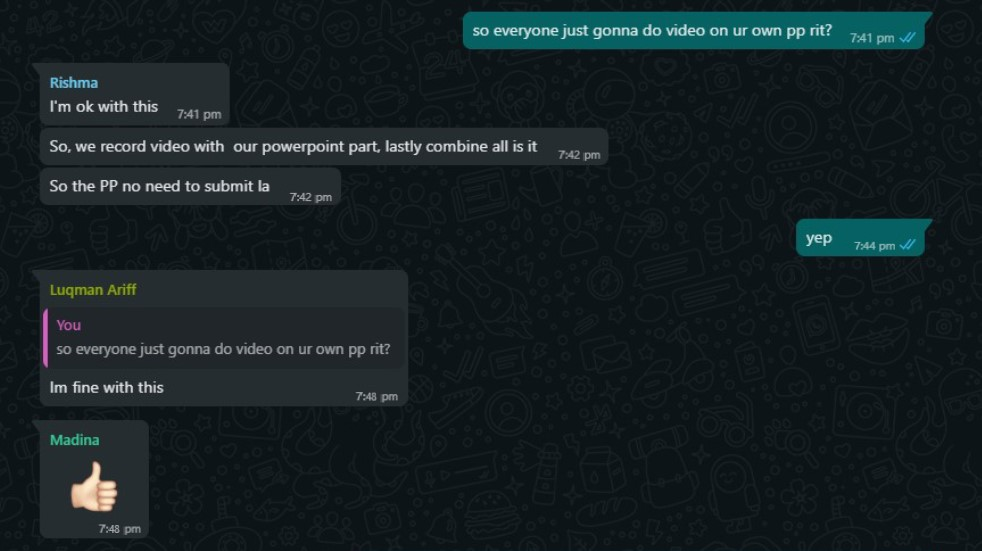 so everyone just gonna do video on ur own pp rit? 7:41 pm
Rishma
I'm ok with this 7:41 pm
So, we record video with  our powerpoint part, lastly combine all is it 7:42 pm
So the PP no need to submit la 7:42 pm
yep 7:44 pm
Luqman Ariff
You
so everyone just gonna do video on ur own pp rit?
Im fine with this 7:48 pm
Madina
7:48 pm